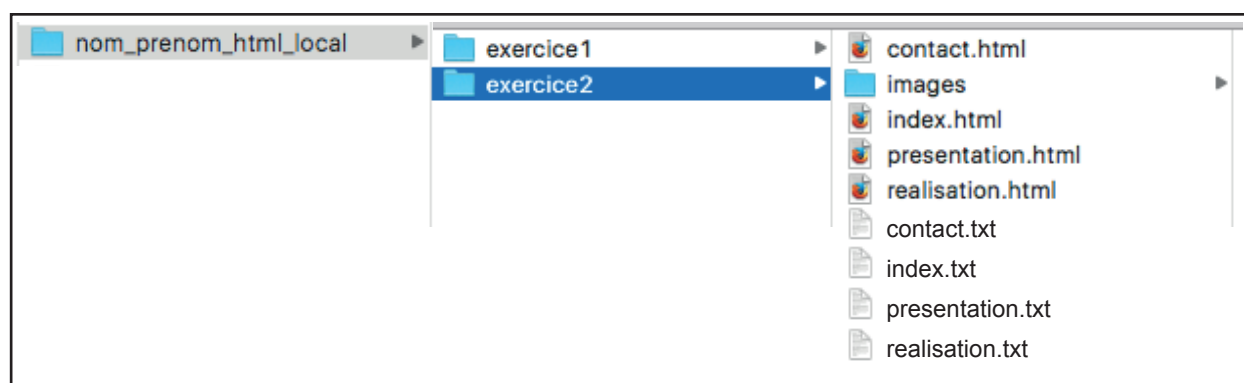 nom_prenom_html_local
exercice1
exercice2
contact.html
images
index.html
presentation.html
realisation.html
contact.txt
index.txt
presentation.txt
realisation.txt